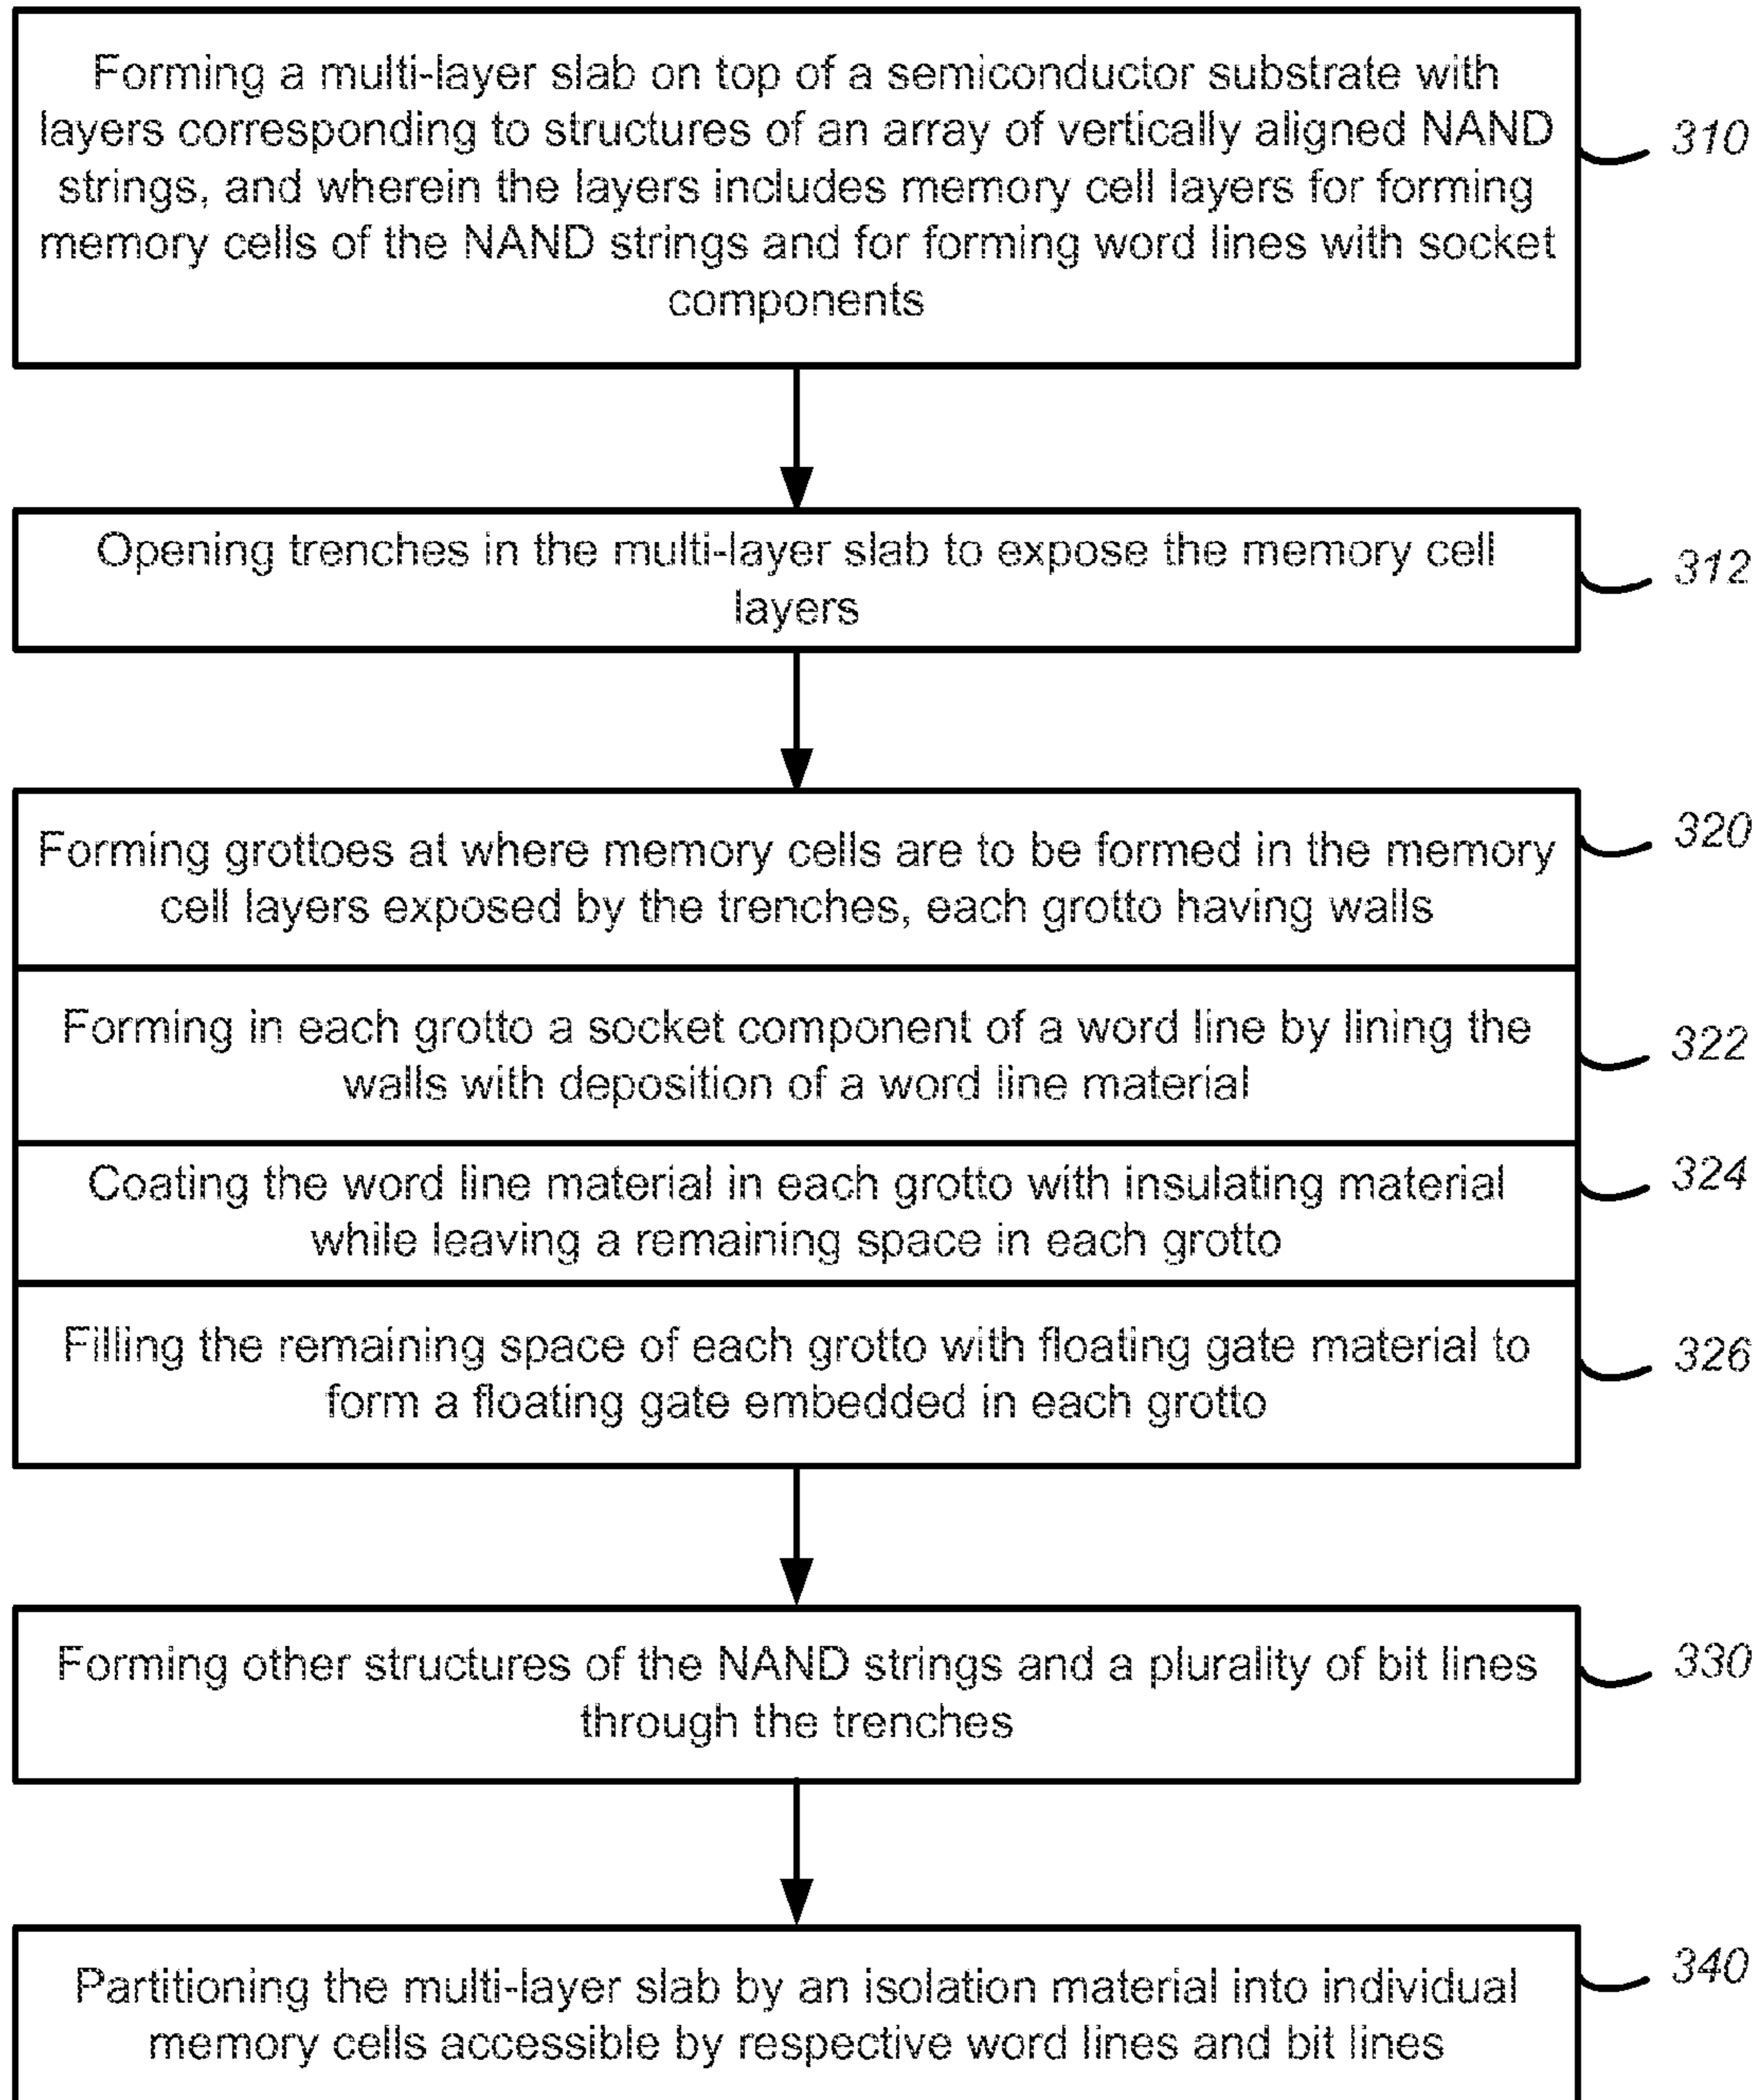 Forming a multi-layer slab on top of a semiconductor substrate with
layers corresponding to structures of an array of vertically aligned NAND
strings, and wherein the layers includes memory cell layers for forming
memory cells of the NAND strings and for forming word lines with socket
components
310
Opening trenches in the multi-layer slab to expose the memory cell
layers
312
Forming grottoes at where memory cells are to be formed in the memory
cell layers exposed by the trenches, each grotto having walls
320
Forming in each grotto a socket component of a word line by lining the
walls with deposition of a word line material
322
Coating the word line material in each grotto with insulating material
while leaving a remaining space in each grotto
324
Filling the remaining space of each grotto with floating gate material to
form a floating gate embedded in each grotto
326
Forming other structures of the NAND strings and a plurality of bit lines
through the trenches
330
Partitioning the multi-layer slab by an isolation material into individual
memory cells accessible by respective word lines and bit lines
340